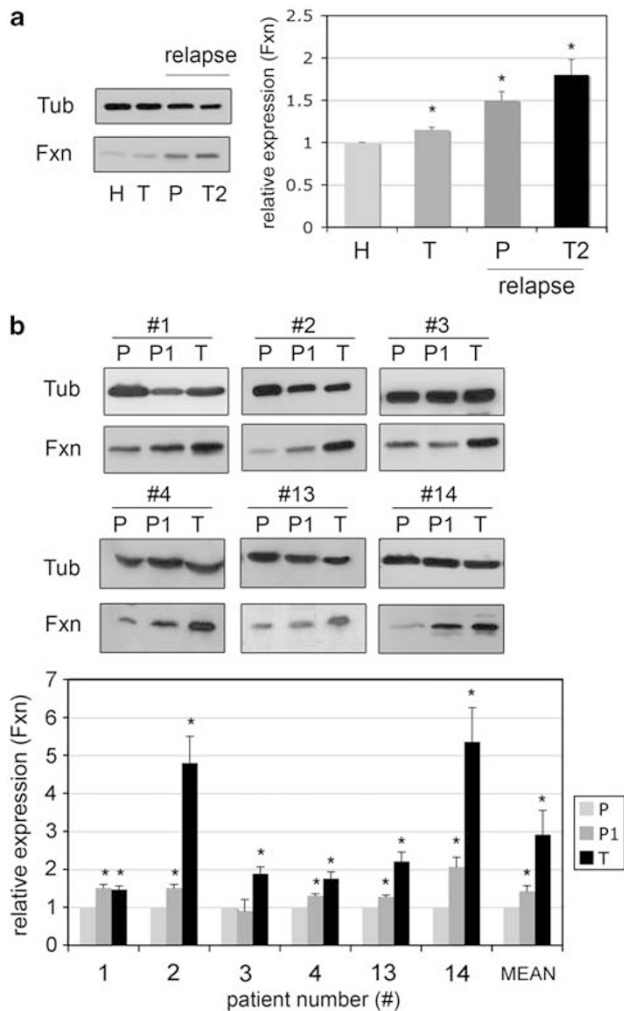 a
relapse
Tub
Fxn
H T P T2
relative expression (Fxn)
2.5
2
1.5
1
0.5
0
*
*
*
H T P T2
relapse
b
#1 #2 #3
P P1 T P P1 T P P1 T
Tub
Fxn
#4 #13 #14
P P1 T P P1 T P P1 T
Tub
Fxn
relative expression (Fxn)
7
6
5
4
3
2
1
0
* * * * * * * * * * * * *
P
P1
T
1 2 3 4 13 14 MEAN
patient number (#)